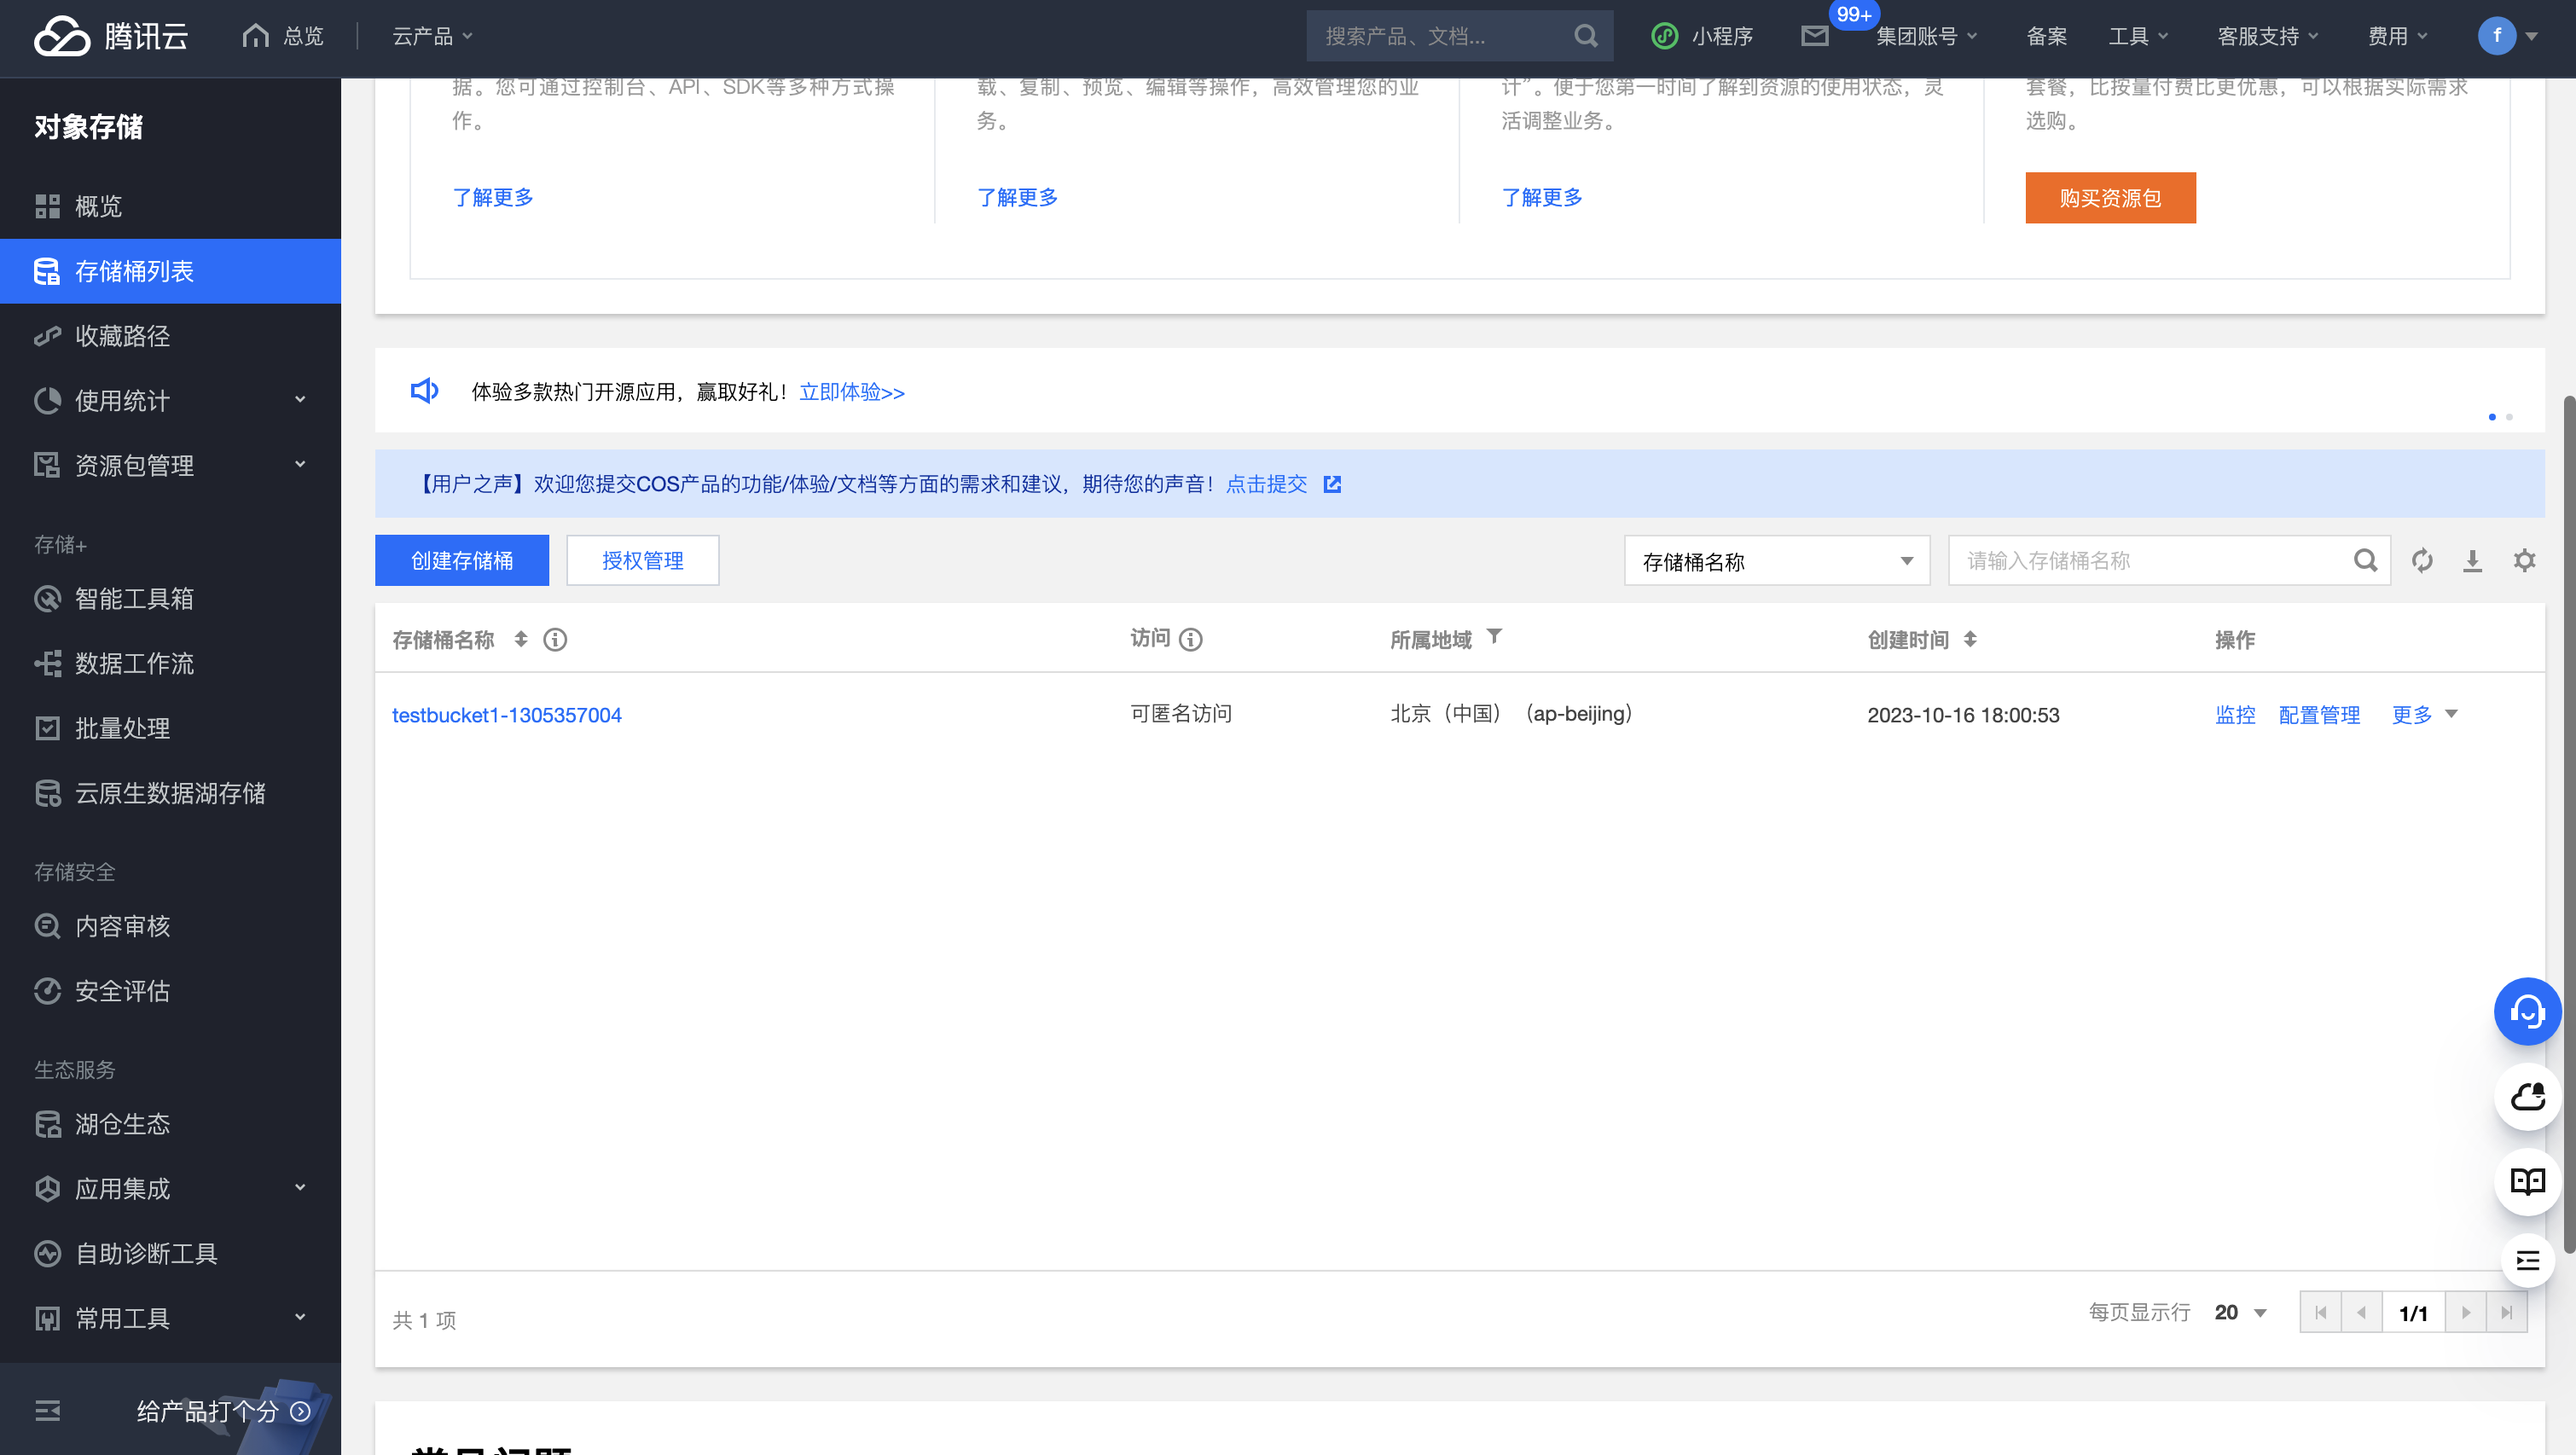 腾讯云
总览
云产品
搜索产品、文档...
小程序
99+
集团账号
备案
工具
客服支持
费用
f
对象存储
概览
存储桶列表
收藏路径
使用统计
资源包管理
存储+
智能工具箱
数据工作流
批量处理
云原生数据湖存储
存储安全
内容审核
安全评估
生态服务
湖仓生态
应用集成
自助诊断工具
常用工具
给产品打个分
据。您可通过控制台、API、SDK等多种方式操
作。
了解更多
载、复制、预览、编辑等操作，高效管理您的业
务。
了解更多
计”。便于您第一时间了解到资源的使用状态，灵
活调整业务。
了解更多
套餐，比按量付费比更优惠，可以根据实际需求
选购。
购买资源包
体验多款热门开源应用，赢取好礼！立即体验>>
【用户之声】欢迎您提交COS产品的功能/体验/文档等方面的需求和建议，期待您的声音！点击提交
创建存储桶
授权管理
存储桶名称
请输入存储桶名称
存储桶名称 访问 所属地域 创建时间 操作
testbucket1-1305357004 可匿名访问 北京（中国）（ap-beijing） 2023-10-16 18:00:53 监控 配置管理 更多
共 1 项
每页显示行 20
1/1
常见问题